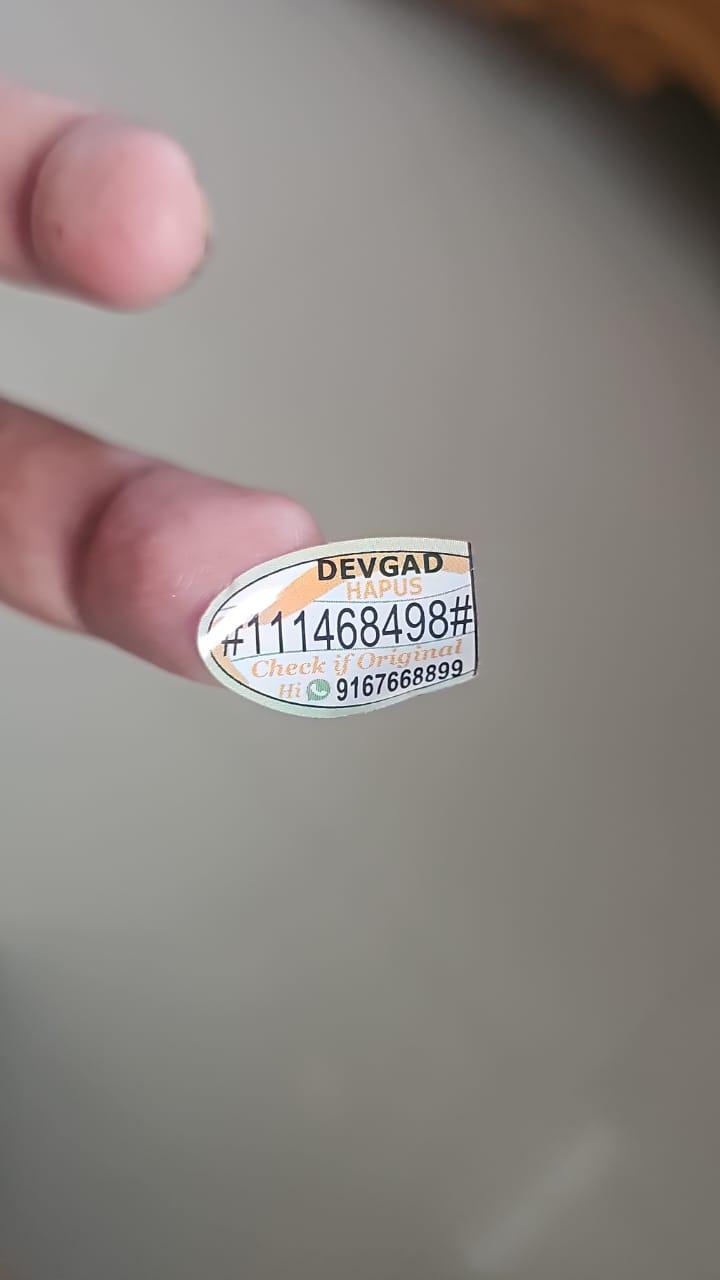 DEVGAD
HAPUS
#111468498#
Check if Original
Hi 9167668899